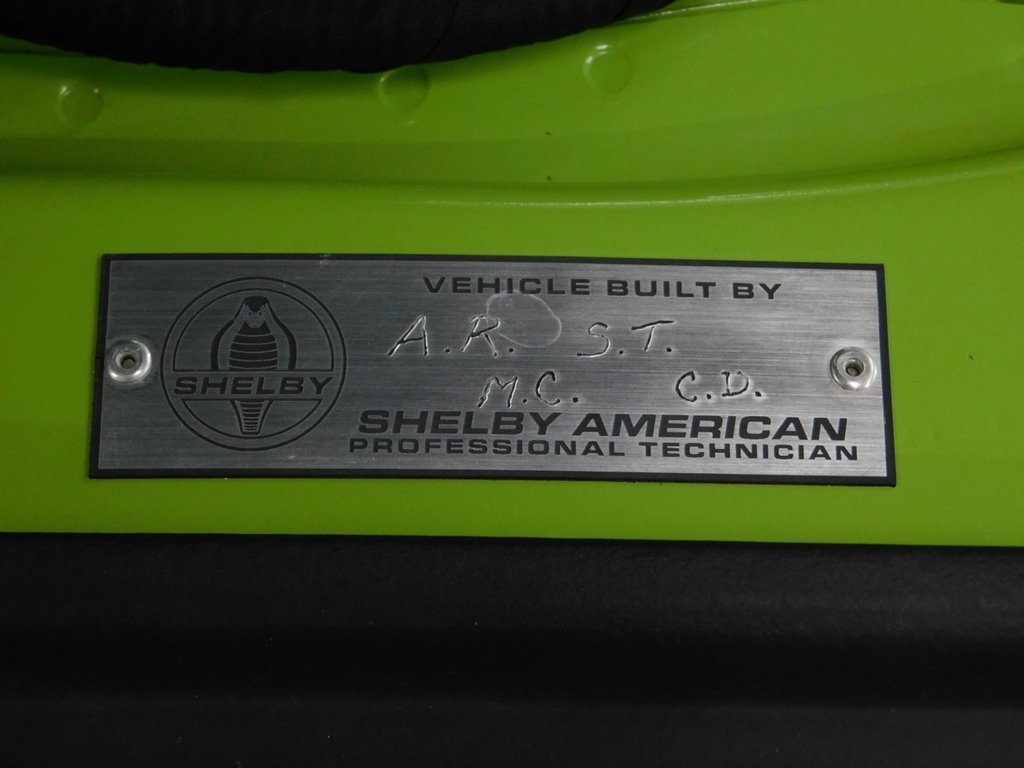 VEHICLE BUILT BY
A.R. S.T.
M.C. C.D.
SHELBY
SHELBY AMERICAN
PROFESSIONAL TECHNICIAN